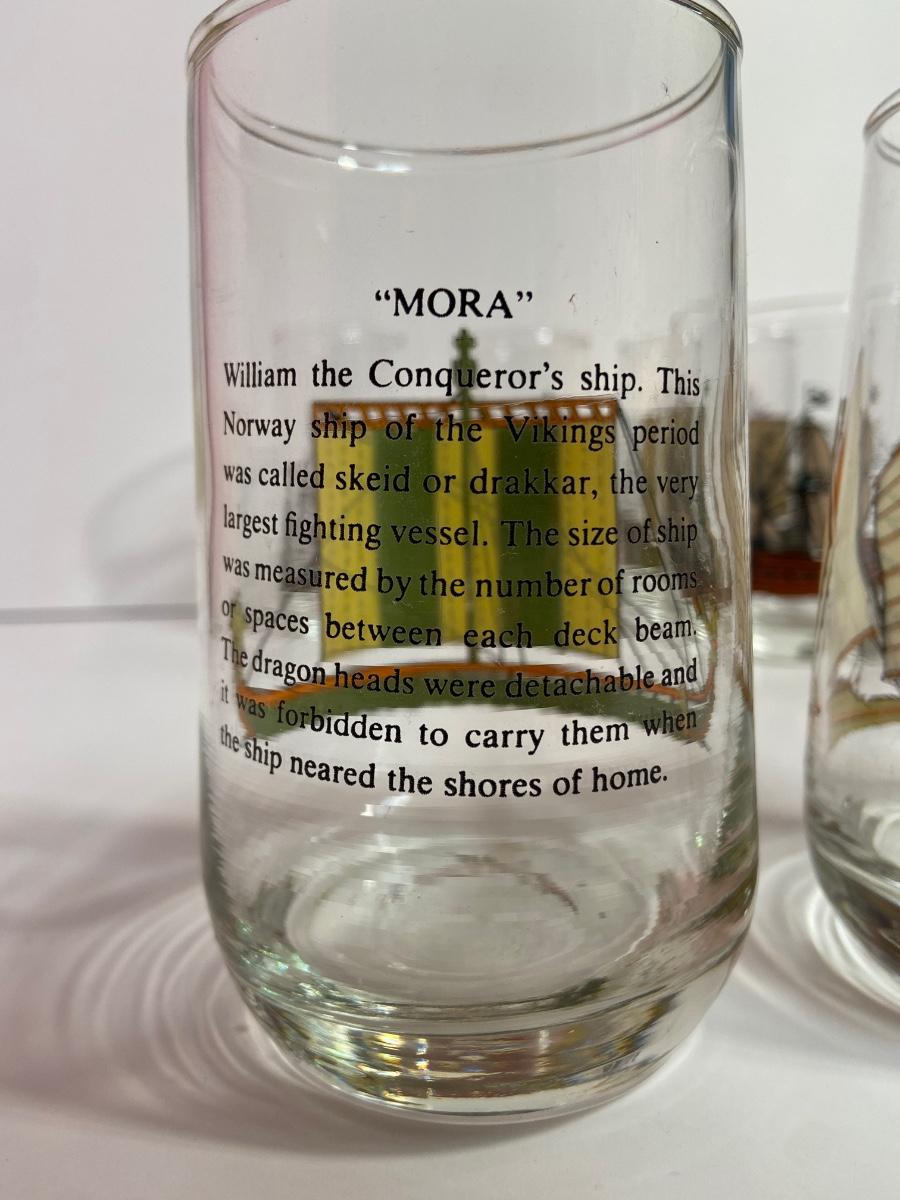 “MORA”
William the Conqueror’s ship. This
Norway ship of the Vikings period
was called skeid or drakkar, the very
largest fighting vessel. The size of ship
was measured by the number of rooms
or spaces between each deck beam.
The dragon heads were detachable and
it was forbidden to carry them when
the ship neared the shores of home.